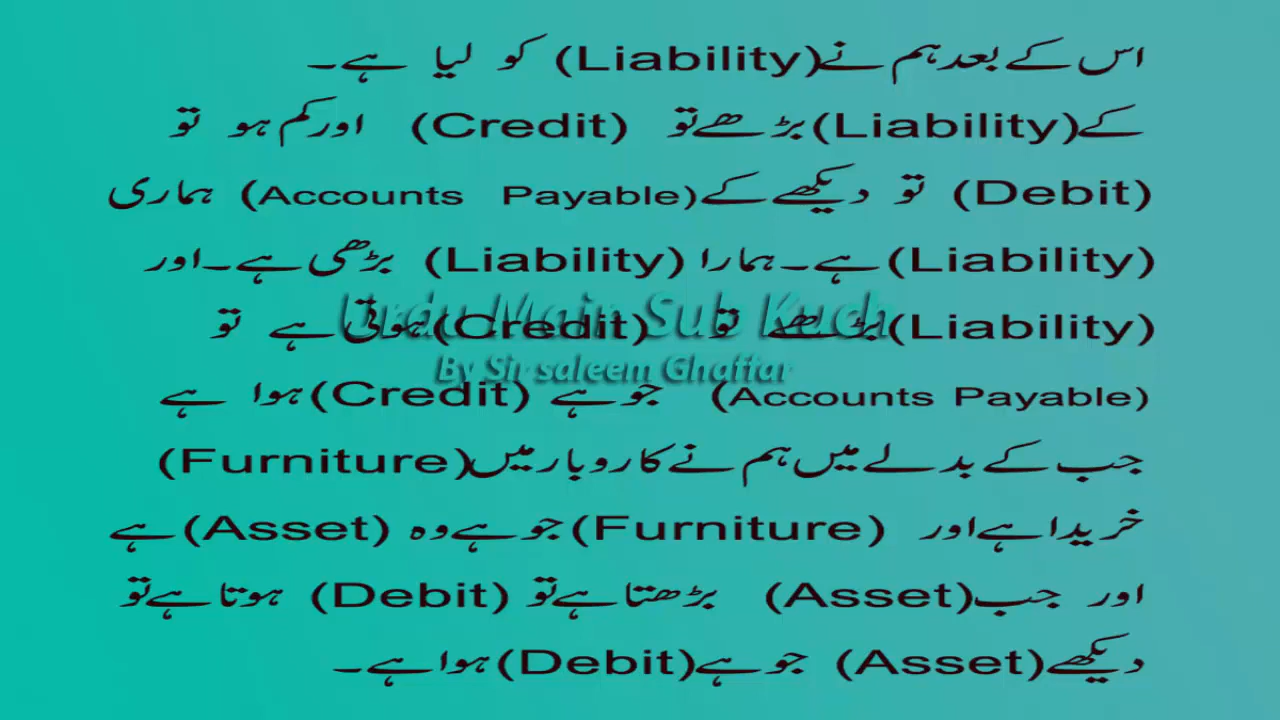 اس کے بعد ہم نے(Liability) کو لیا ہے۔
کے(Liability)بڑھے تو (Credit) اور کم ہو تو
(Debit) تو دیکھے کے(Accounts Payable) ہماری
(Liability)ہے۔ ہمارا (Liability) بڑھی ہے۔ اور
(Liability)بڑھے تو (Credit)ہوتی ہے تو
(Accounts Payable) جو ہے (Credit)ہوا ہے
جب کے بدلے میں ہم نے کاروبار میں(Furniture)
خریدا ہے اور (Furniture)جو ہے وہ (Asset)ہے
اور جب(Asset) بڑھتا ہے تو (Debit) ہوتا ہے تو
دیکھے(Asset) جو ہے(Debit)ہوا ہے۔
Urdu Main Sub Kuch
By Sir saleem Ghaffar